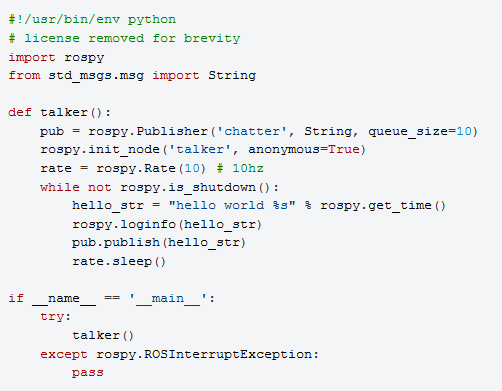 #!/usr/bin/env python
# license removed for brevity
import rospy
from std_msgs.msg import String

def talker():
    pub = rospy.Publisher('chatter', String, queue_size=10)
    rospy.init_node('talker', anonymous=True)
    rate = rospy.Rate(10) # 10hz
    while not rospy.is_shutdown():
        hello_str = "hello world %s" % rospy.get_time()
        rospy.loginfo(hello_str)
        pub.publish(hello_str)
        rate.sleep()

if __name__ == '__main__':
    try:
        talker()
    except rospy.ROSInterruptException:
        pass